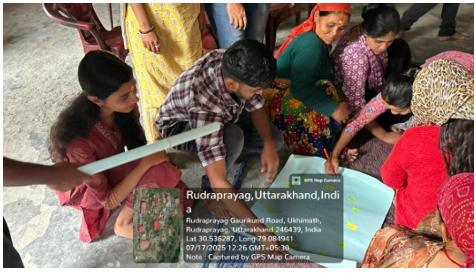 GPS Map Camera
Rudraprayag,Uttarakhand,Indi
a
Rudraprayag Gaurikund Road, Ukhimath,
Rudraprayag, Uttarakhand 246439, India
Lat 30.536287, Long 79.084941
07/17/2025 12:26 GMT+05:30
Note : Captured by GPS Map Camera